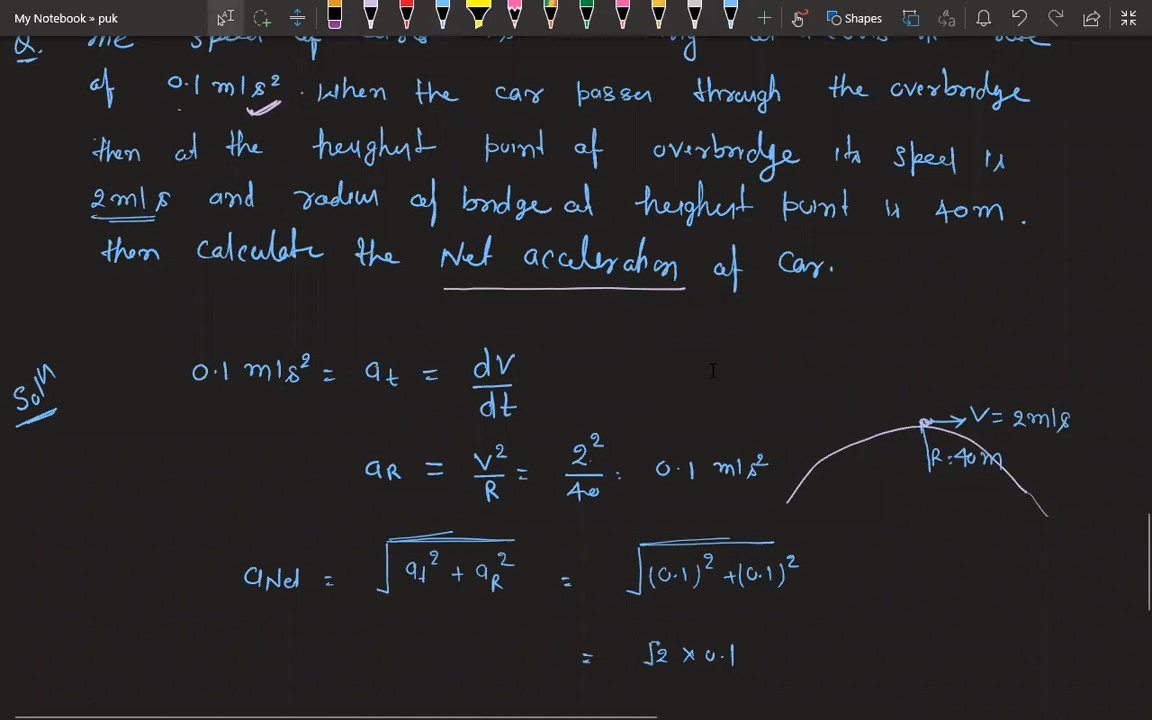 My Notebook » puk
Shapes
Q. The speed of
of 0.1 m/s² . When the car passes through the overbridge
then at the heighest point of overbridge its speed is
2m/s and radius of bridge at heighest point is 40m .
then calculate the Net acceleration of Car.
Solⁿ
0.1 m/s² = at = dV/dt
V = 2m/s
R = 40m
aR = V²/R = 2²/40 = 0.1 m/s²
aNet = √(at² + aR²) = √((0.1)² + (0.1)²)
= √2 × 0.1